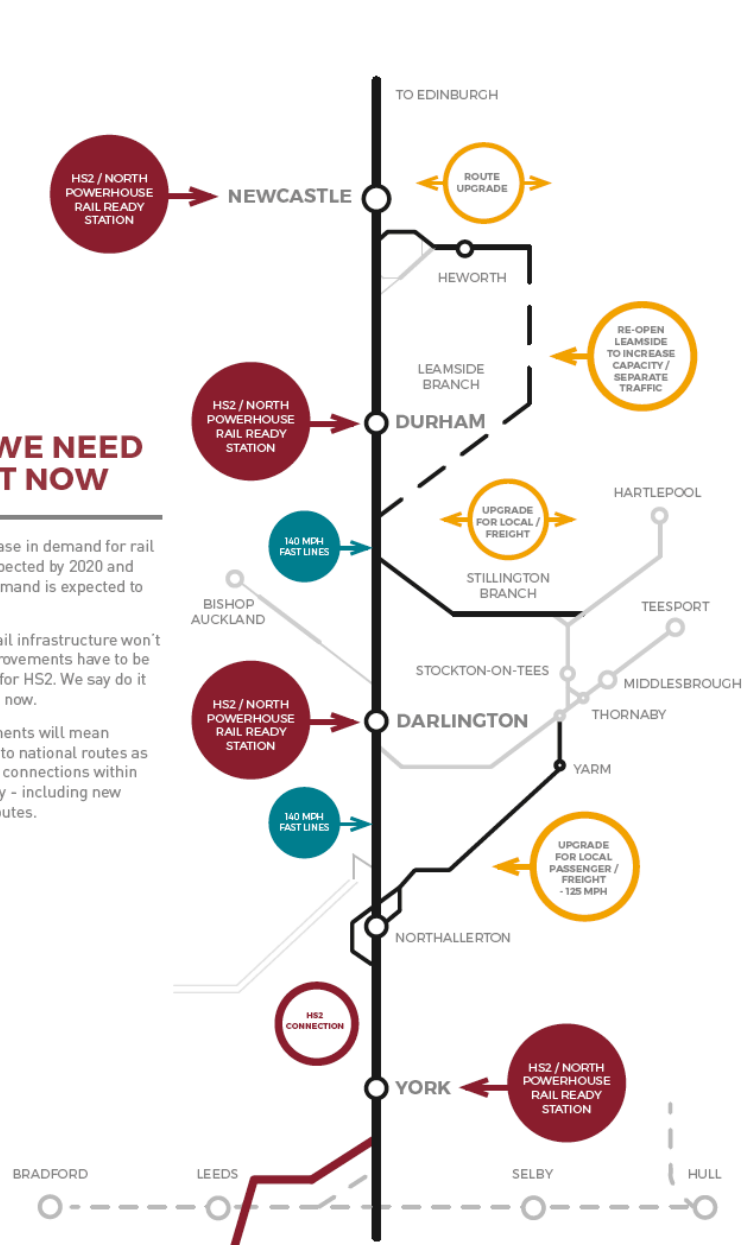 TO EDINBURGH
HS2 / NORTH
POWERHOUSE
RAIL READY
STATION
NEWCASTLE
ROUTE
UPGRADE
HEWORTH
RE-OPEN
LEAMSIDE
TO INCREASE
CAPACITY /
SEPARATE
TRAFFIC
LEAMSIDE
BRANCH
HS2 / NORTH
POWERHOUSE
RAIL READY
STATION
DURHAM
WE NEED
T NOW
HARTLEPOOL
UPGRADE
FOR LOCAL /
FREIGHT
140 MPH
FAST LINES
ase in demand for rail
pected by 2020 and
mand is expected to
STILLINGTON
BRANCH
BISHOP
AUCKLAND
TEESPORT
ail infrastructure won't
rovements have to be
for HS2. We say do it
now.
STOCKTON-ON-TEES
MIDDLESBROUGH
HS2 / NORTH
POWERHOUSE
RAIL READY
STATION
DARLINGTON
THORNABY
ments will mean
to national routes as
connections within
y - including new
outes.
YARM
140 MPH
FAST LINES
UPGRADE
FOR LOCAL
PASSENGER /
FREIGHT
- 125 MPH
NORTHALLERTON
HS2
CONNECTION
HS2 / NORTH
POWERHOUSE
RAIL READY
STATION
YORK
BRADFORD
LEEDS
SELBY
HULL